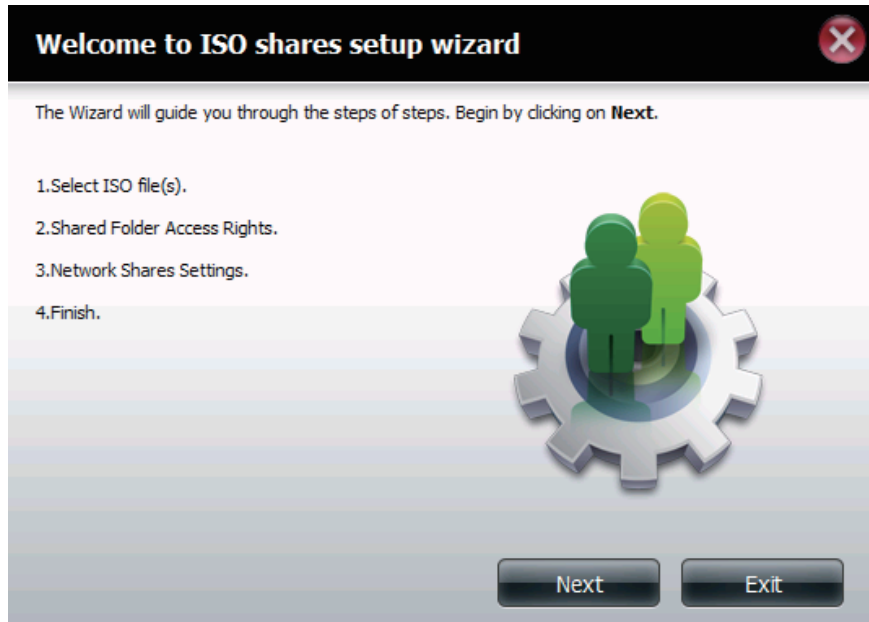 Welcome to ISO shares setup wizard
The Wizard will guide you through the steps of steps. Begin by clicking on Next.
1.Select ISO file(s).
2.Shared Folder Access Rights.
3.Network Shares Settings.
4.Finish.
Next Exit